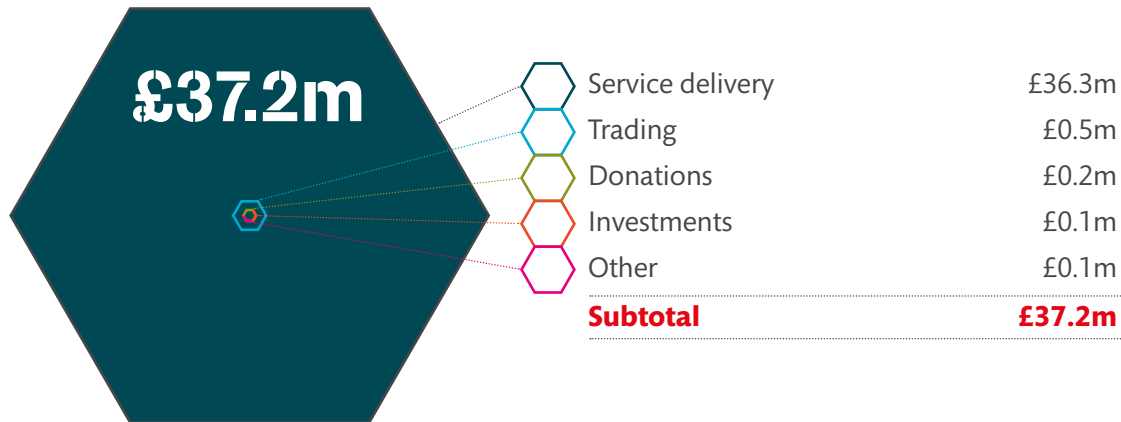 £37.2m
Service delivery £36.3m
Trading £0.5m
Donations £0.2m
Investments £0.1m
Other £0.1m
Subtotal £37.2m